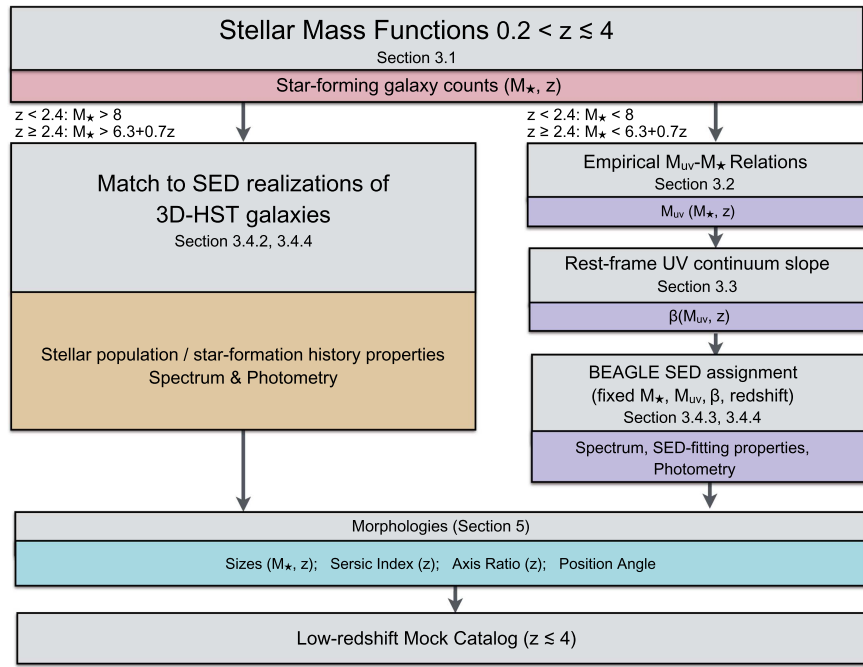 Stellar Mass Functions 0.2 < z ≲ 4
Section 3.1
Star-forming galaxy counts (M★, z)
z < 2.4: M★ > 8
z ≥ 2.4: M★ > 6.3+0.7z
z < 2.4: M★ < 8
z ≥ 2.4: M★ < 6.3+0.7z
Match to SED realizations of
3D-HST galaxies
Section 3.4.2, 3.4.4
Stellar population / star-formation history properties
Spectrum & Photometry
Empirical Muv-M★ Relations
Section 3.2
Muv (M★, z)
Rest-frame UV continuum slope
Section 3.3
β(Muv, z)
BEAGLE SED assignment
(fixed M★, Muv, β, redshift)
Section 3.4.3, 3.4.4
Spectrum, SED-fitting properties,
Photometry
Morphologies (Section 5)
Sizes (M★, z); Sersic Index (z); Axis Ratio (z); Position Angle
Low-redshift Mock Catalog (z ≲ 4)